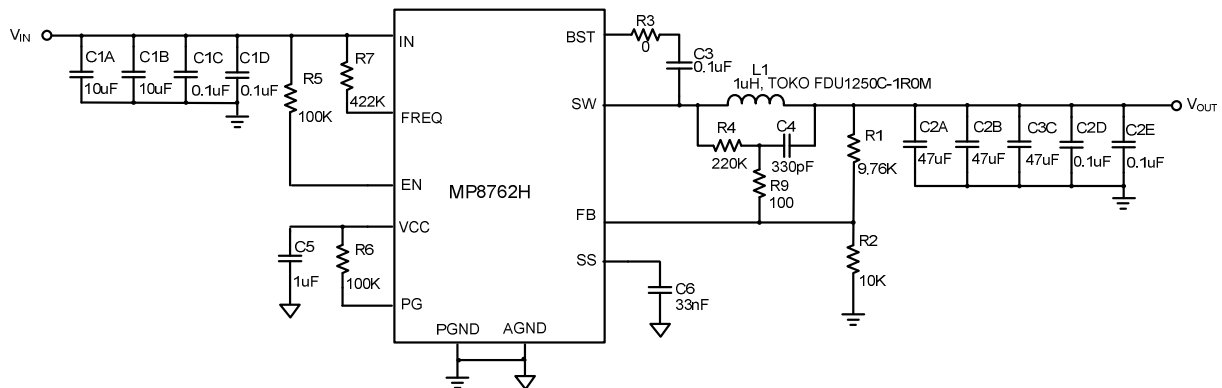 VIN
C1A
10uF
C1B
10uF
C1C
0.1uF
C1D
0.1uF
R5
100K
R7
422K
IN
FREQ
EN
VCC
PG
C5
1uF
R6
100K
MP8762H
PGND
AGND
BST
SW
FB
SS
R3
0
C3
0.1uF
L1
1uH, TOKO FDU1250C-1R0M
R4
220K
C4
330pF
R9
100
R1
9.76K
R2
10K
C6
33nF
C2A
47uF
C2B
47uF
C3C
47uF
C2D
0.1uF
C2E
0.1uF
VOUT